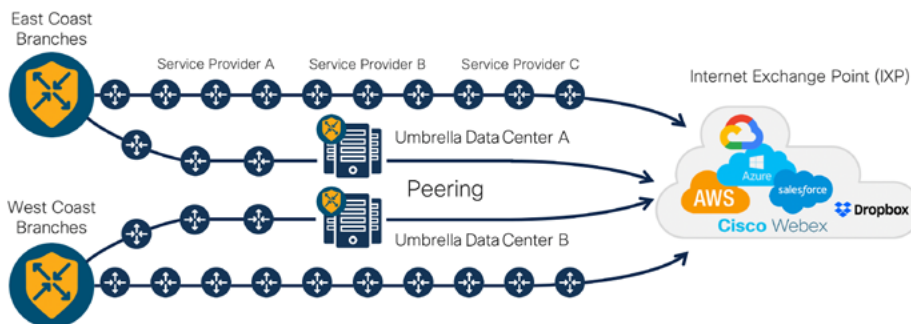 East Coast
Branches
Service Provider A
Service Provider B
Service Provider C
Internet Exchange Point (IXP)
Umbrella Data Center A
Peering
Azure
AWS
salesforce
Dropbox
Cisco Webex
West Coast
Branches
Umbrella Data Center B